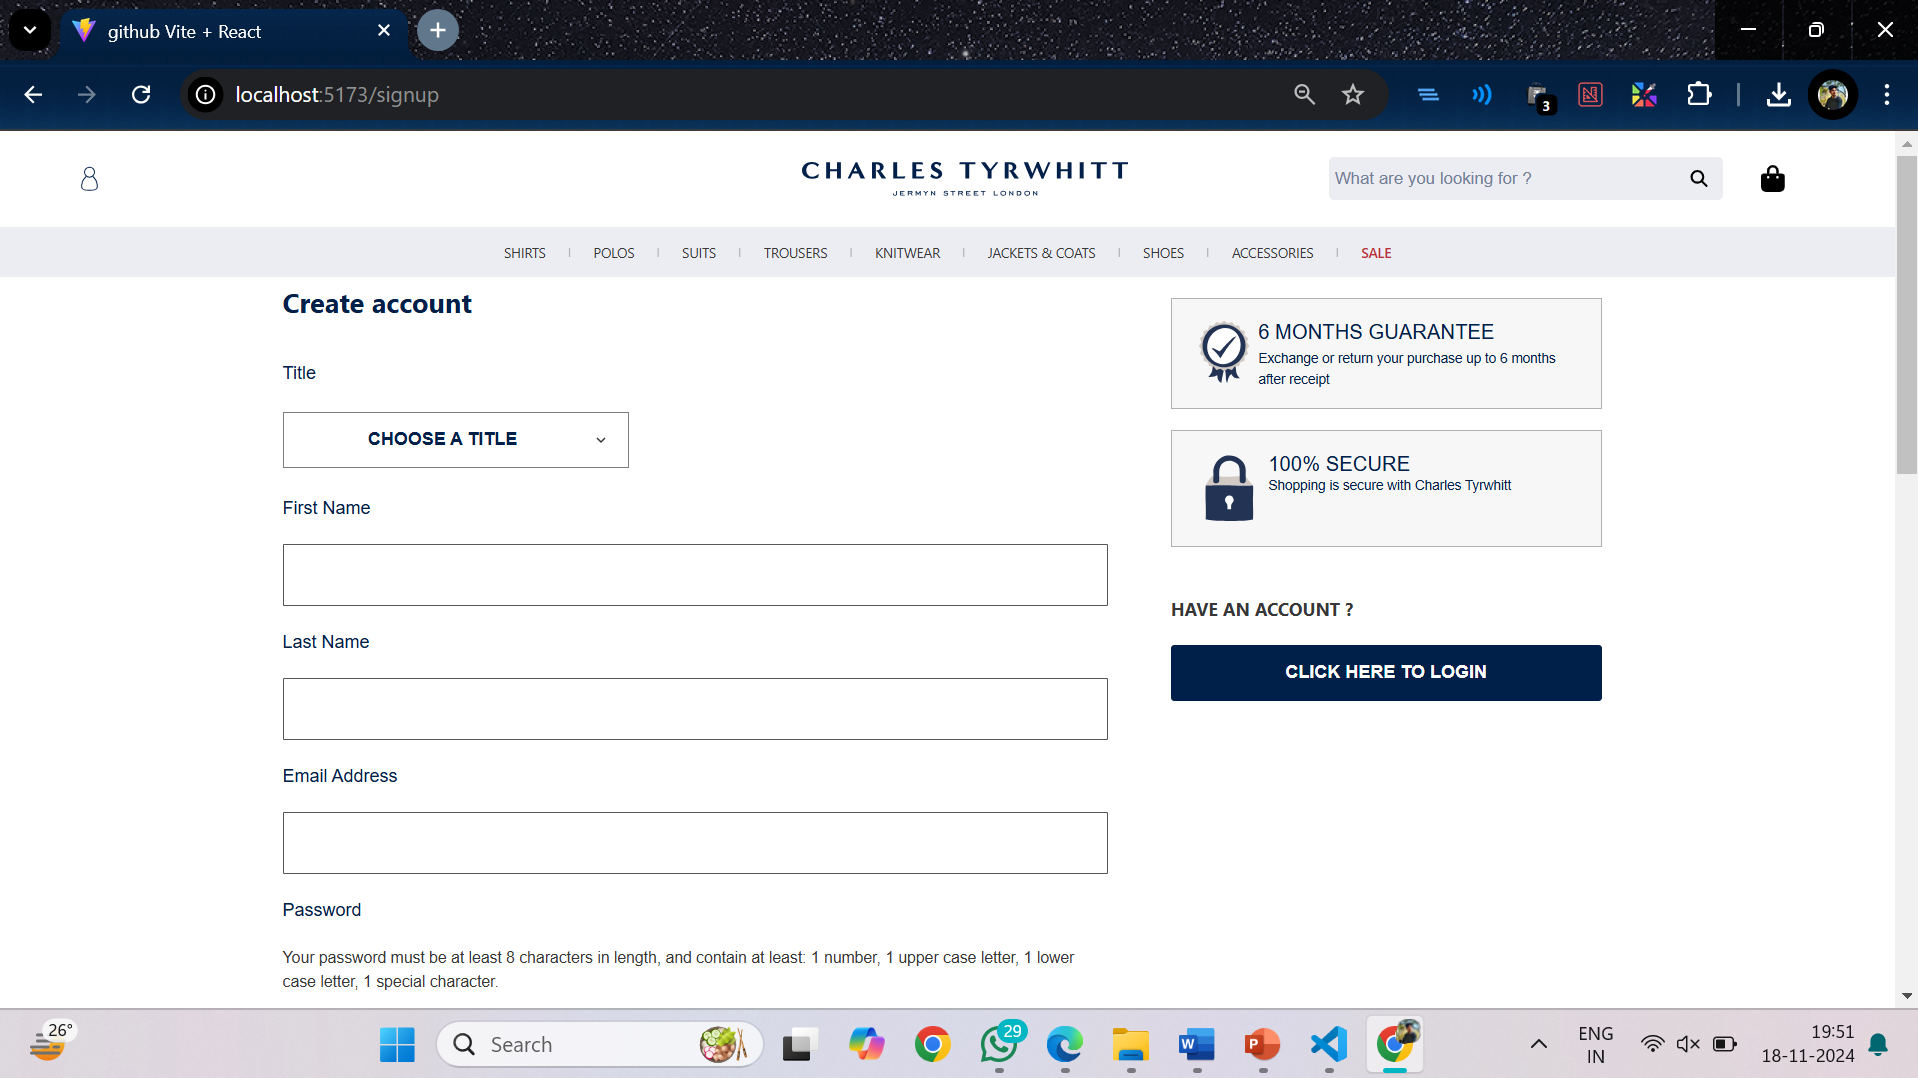 github Vite + React
localhost:5173/signup
3
CHARLES TYRWHITT
JERMYN STREET LONDON
What are you looking for ?
SHIRTS
POLOS
SUITS
TROUSERS
KNITWEAR
JACKETS & COATS
SHOES
ACCESSORIES
SALE
Create account
Title
CHOOSE A TITLE
First Name
Last Name
Email Address
Password
Your password must be at least 8 characters in length, and contain at least: 1 number, 1 upper case letter, 1 lower
case letter, 1 special character.
6 MONTHS GUARANTEE
Exchange or return your purchase up to 6 months
after receipt
100% SECURE
Shopping is secure with Charles Tyrwhitt
HAVE AN ACCOUNT ?
CLICK HERE TO LOGIN
26°
Search
29
W
P
ENG
IN
19:51
18-11-2024